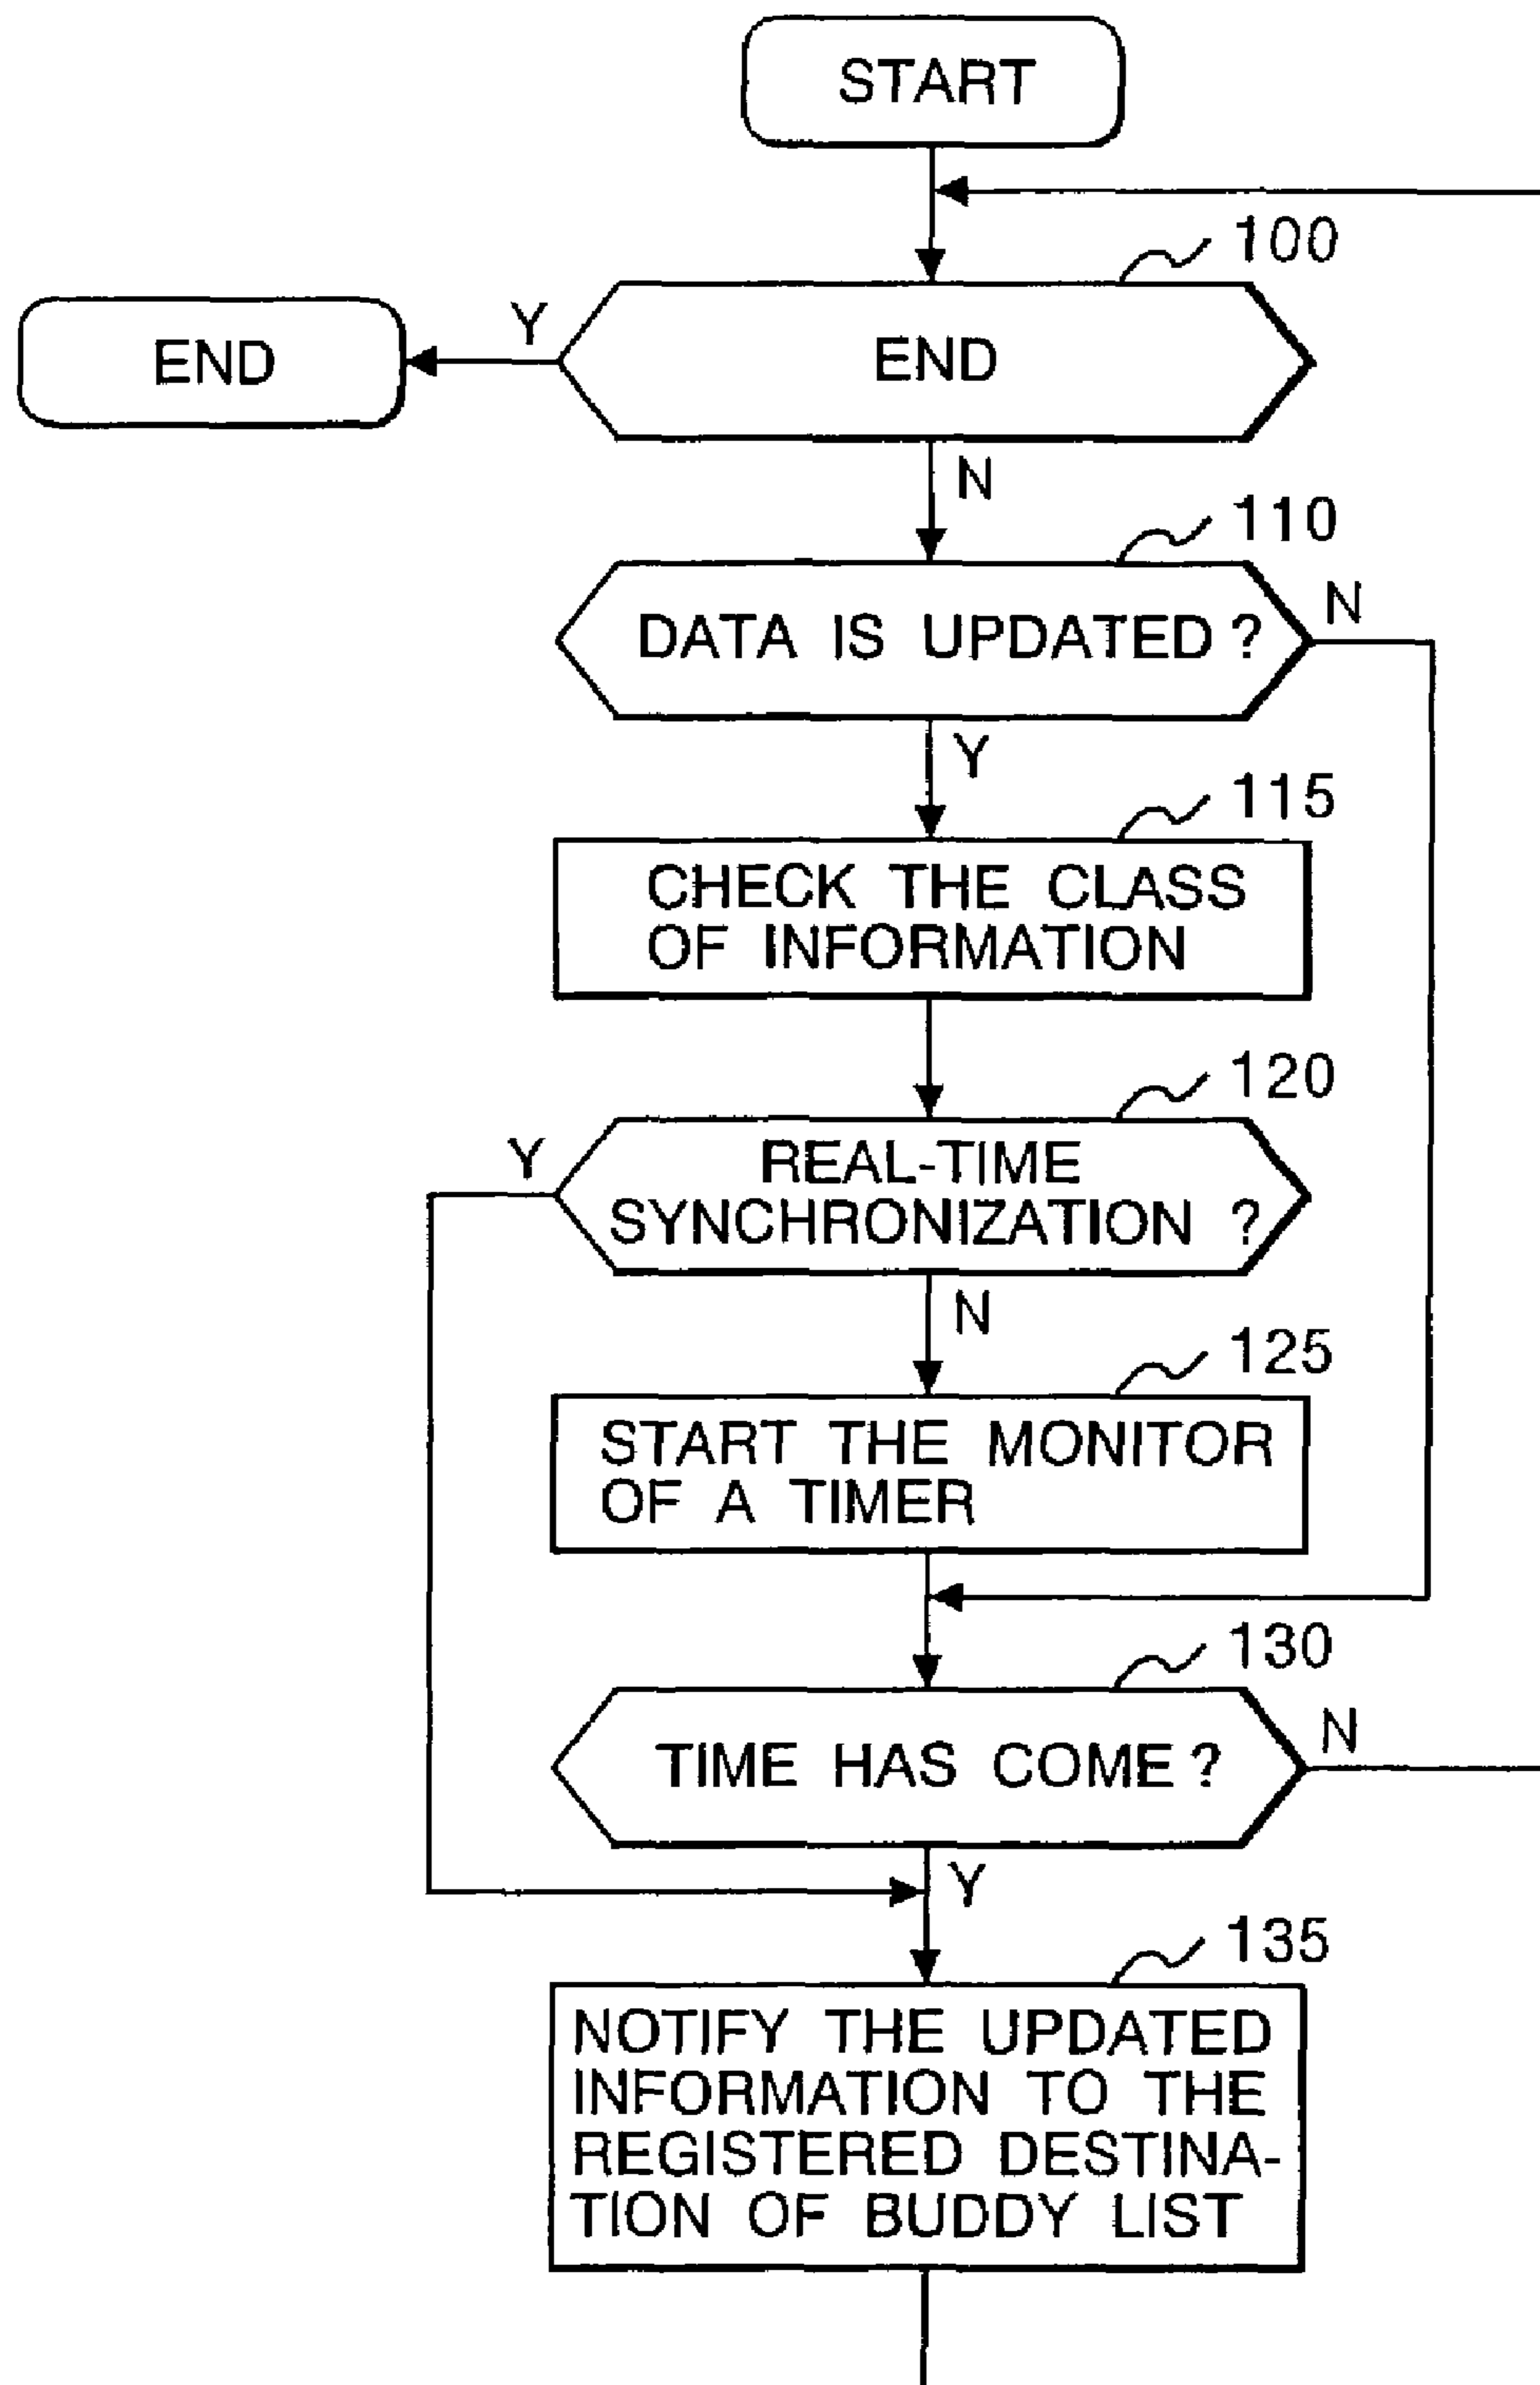 START
100
Y
END
END
N
110
DATA IS UPDATED ?
N
Y
115
CHECK THE CLASS
OF INFORMATION
120
Y
REAL-TIME
SYNCHRONIZATION ?
N
125
START THE MONITOR
OF A TIMER
130
TIME HAS COME ?
N
Y
135
NOTIFY THE UPDATED
INFORMATION TO THE
REGISTERED DESTINA-
TION OF BUDDY LIST